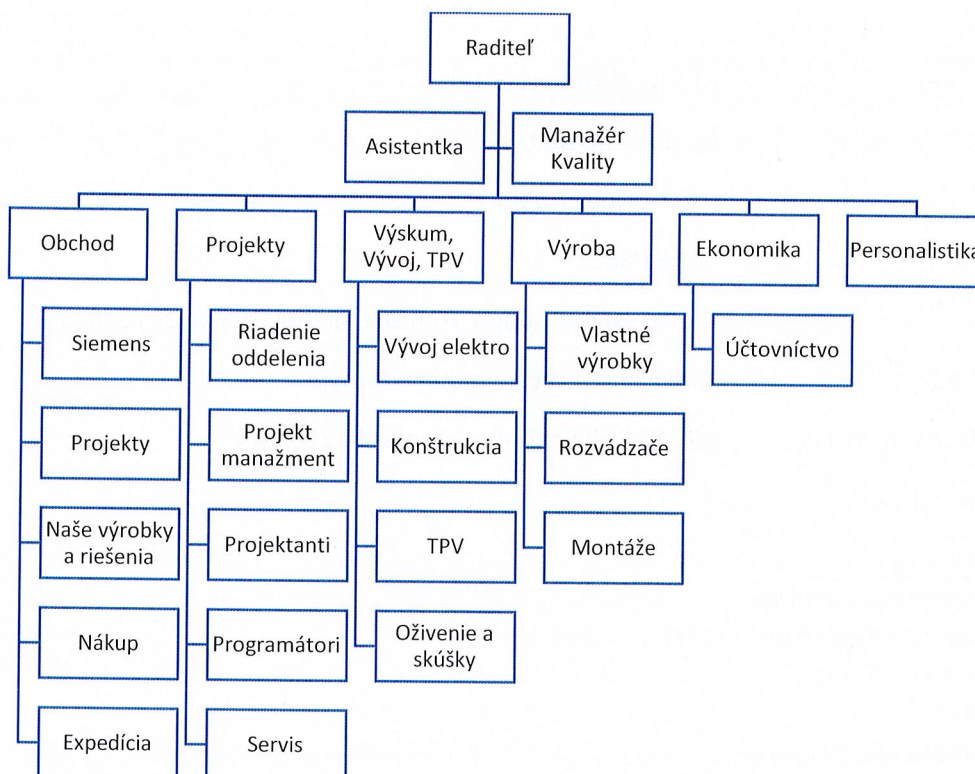 Raditeľ
Asistentka
Manažér
Kvality
Obchod
Projekty
Výskum,
Vývoj, TPV
Výroba
Ekonomika
Personalistika
Siemens
Riadenie
oddelenia
Vývoj elektro
Vlastné
výrobky
Účtovníctvo
Projekty
Projekt
manažment
Konštrukcia
Rozvádzače
Naše výrobky
a riešenia
Projektanti
TPV
Montáže
Nákup
Programátori
Oživenie a
skúšky
Expedícia
Servis